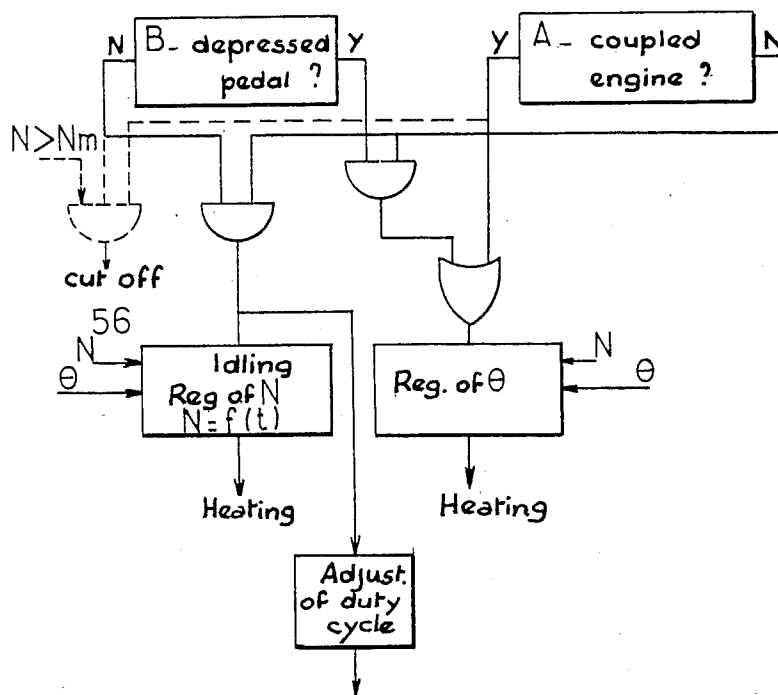 N
B- depressed
pedal ?
Y
Y
A- coupled
engine ?
N
N>Nm
cut off
56
N
θ
Idling
Reg of N
N=f(t)
Reg. of θ
N
θ
Heating
Heating
Adjust.
of duty
cycle